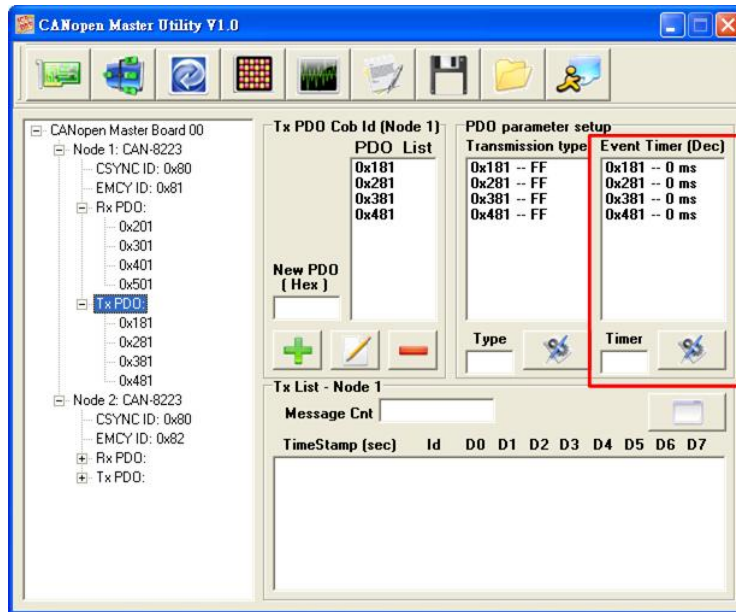 CANopen Master Utility V1.0
CANopen Master Board 00
Node 1: CAN-8223
CSYNC ID: 0x80
EMCY ID: 0x81
Rx PDO:
0x201
0x301
0x401
0x501
Tx PDO:
0x181
0x281
0x381
0x481
Node 2: CAN-8223
CSYNC ID: 0x80
EMCY ID: 0x82
Rx PDO:
Tx PDO:
Tx PDO Cob Id (Node 1)
PDO List
0x181
0x281
0x381
0x481
New PDO
(Hex)
PDO parameter setup
Transmission type
0x181 -- FF
0x281 -- FF
0x381 -- FF
0x481 -- FF
Type
Event Timer (Dec)
0x181 -- 0 ms
0x281 -- 0 ms
0x381 -- 0 ms
0x481 -- 0 ms
Timer
Tx List - Node 1
Message Cnt
TimeStamp (sec) Id D0 D1 D2 D3 D4 D5 D6 D7